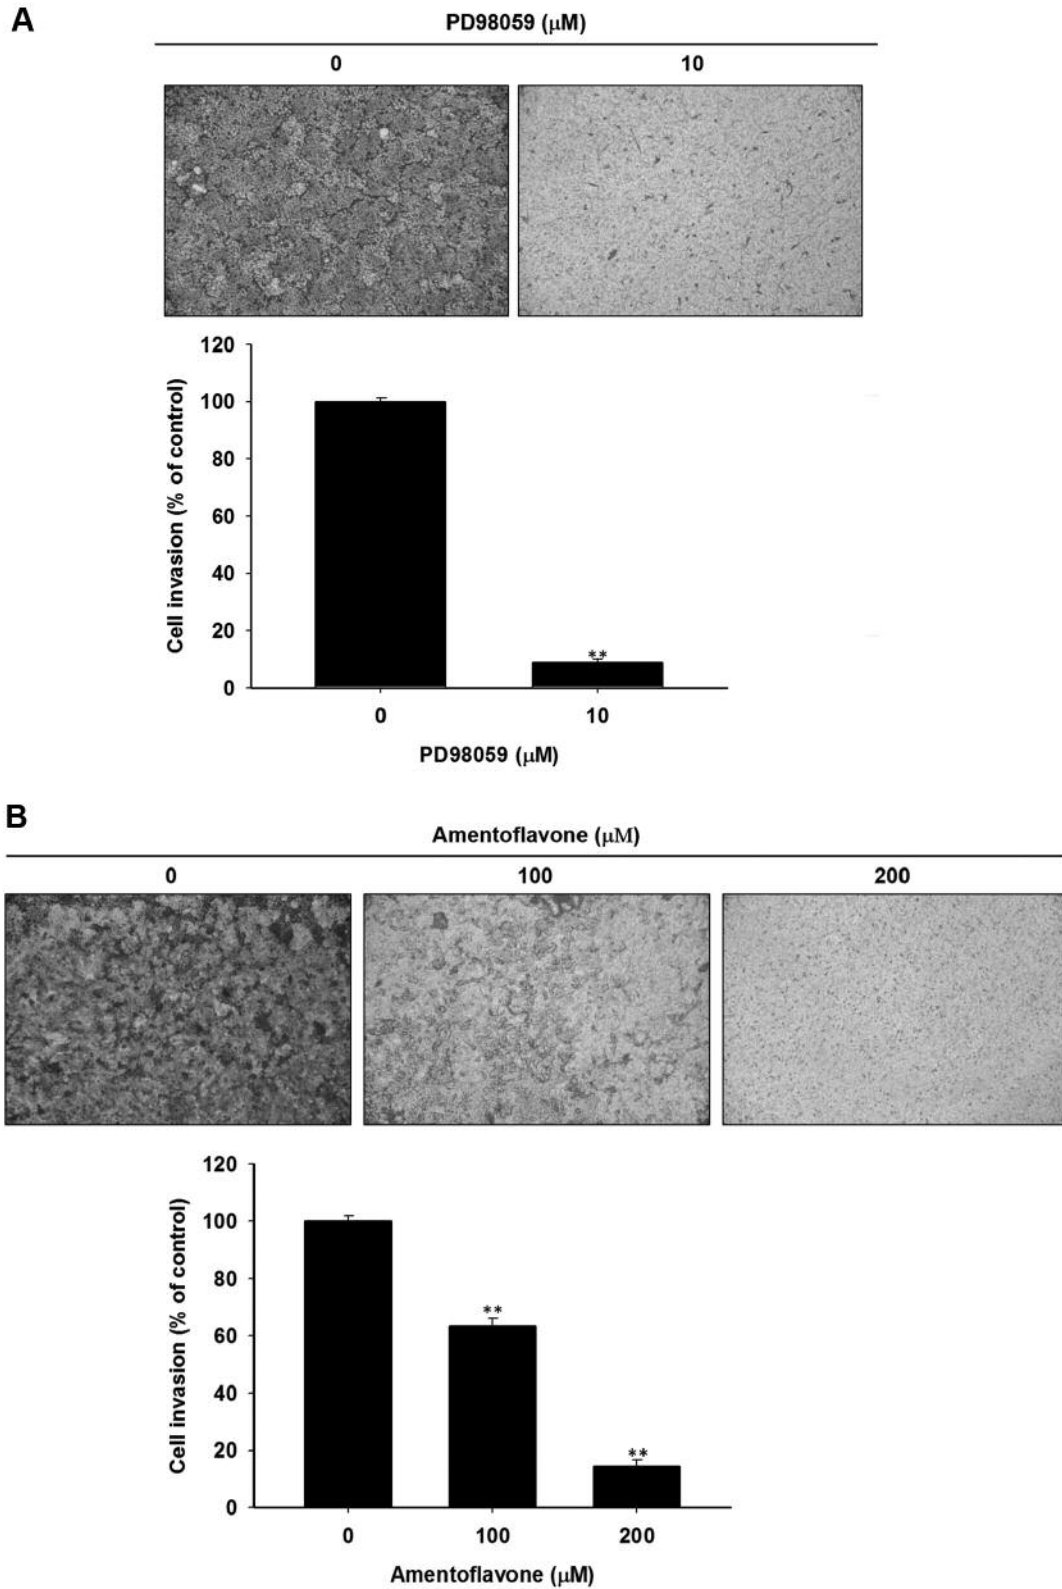 A
PD98059 (μM)
0 10
120
100
80
60
40
20
0
Cell invasion (% of control)
**
0 10
PD98059 (μM)
B
Amentoflavone (μM)
0 100 200
120
100
80
60
40
20
0
Cell invasion (% of control)
**
**
0 100 200
Amentoflavone (μM)